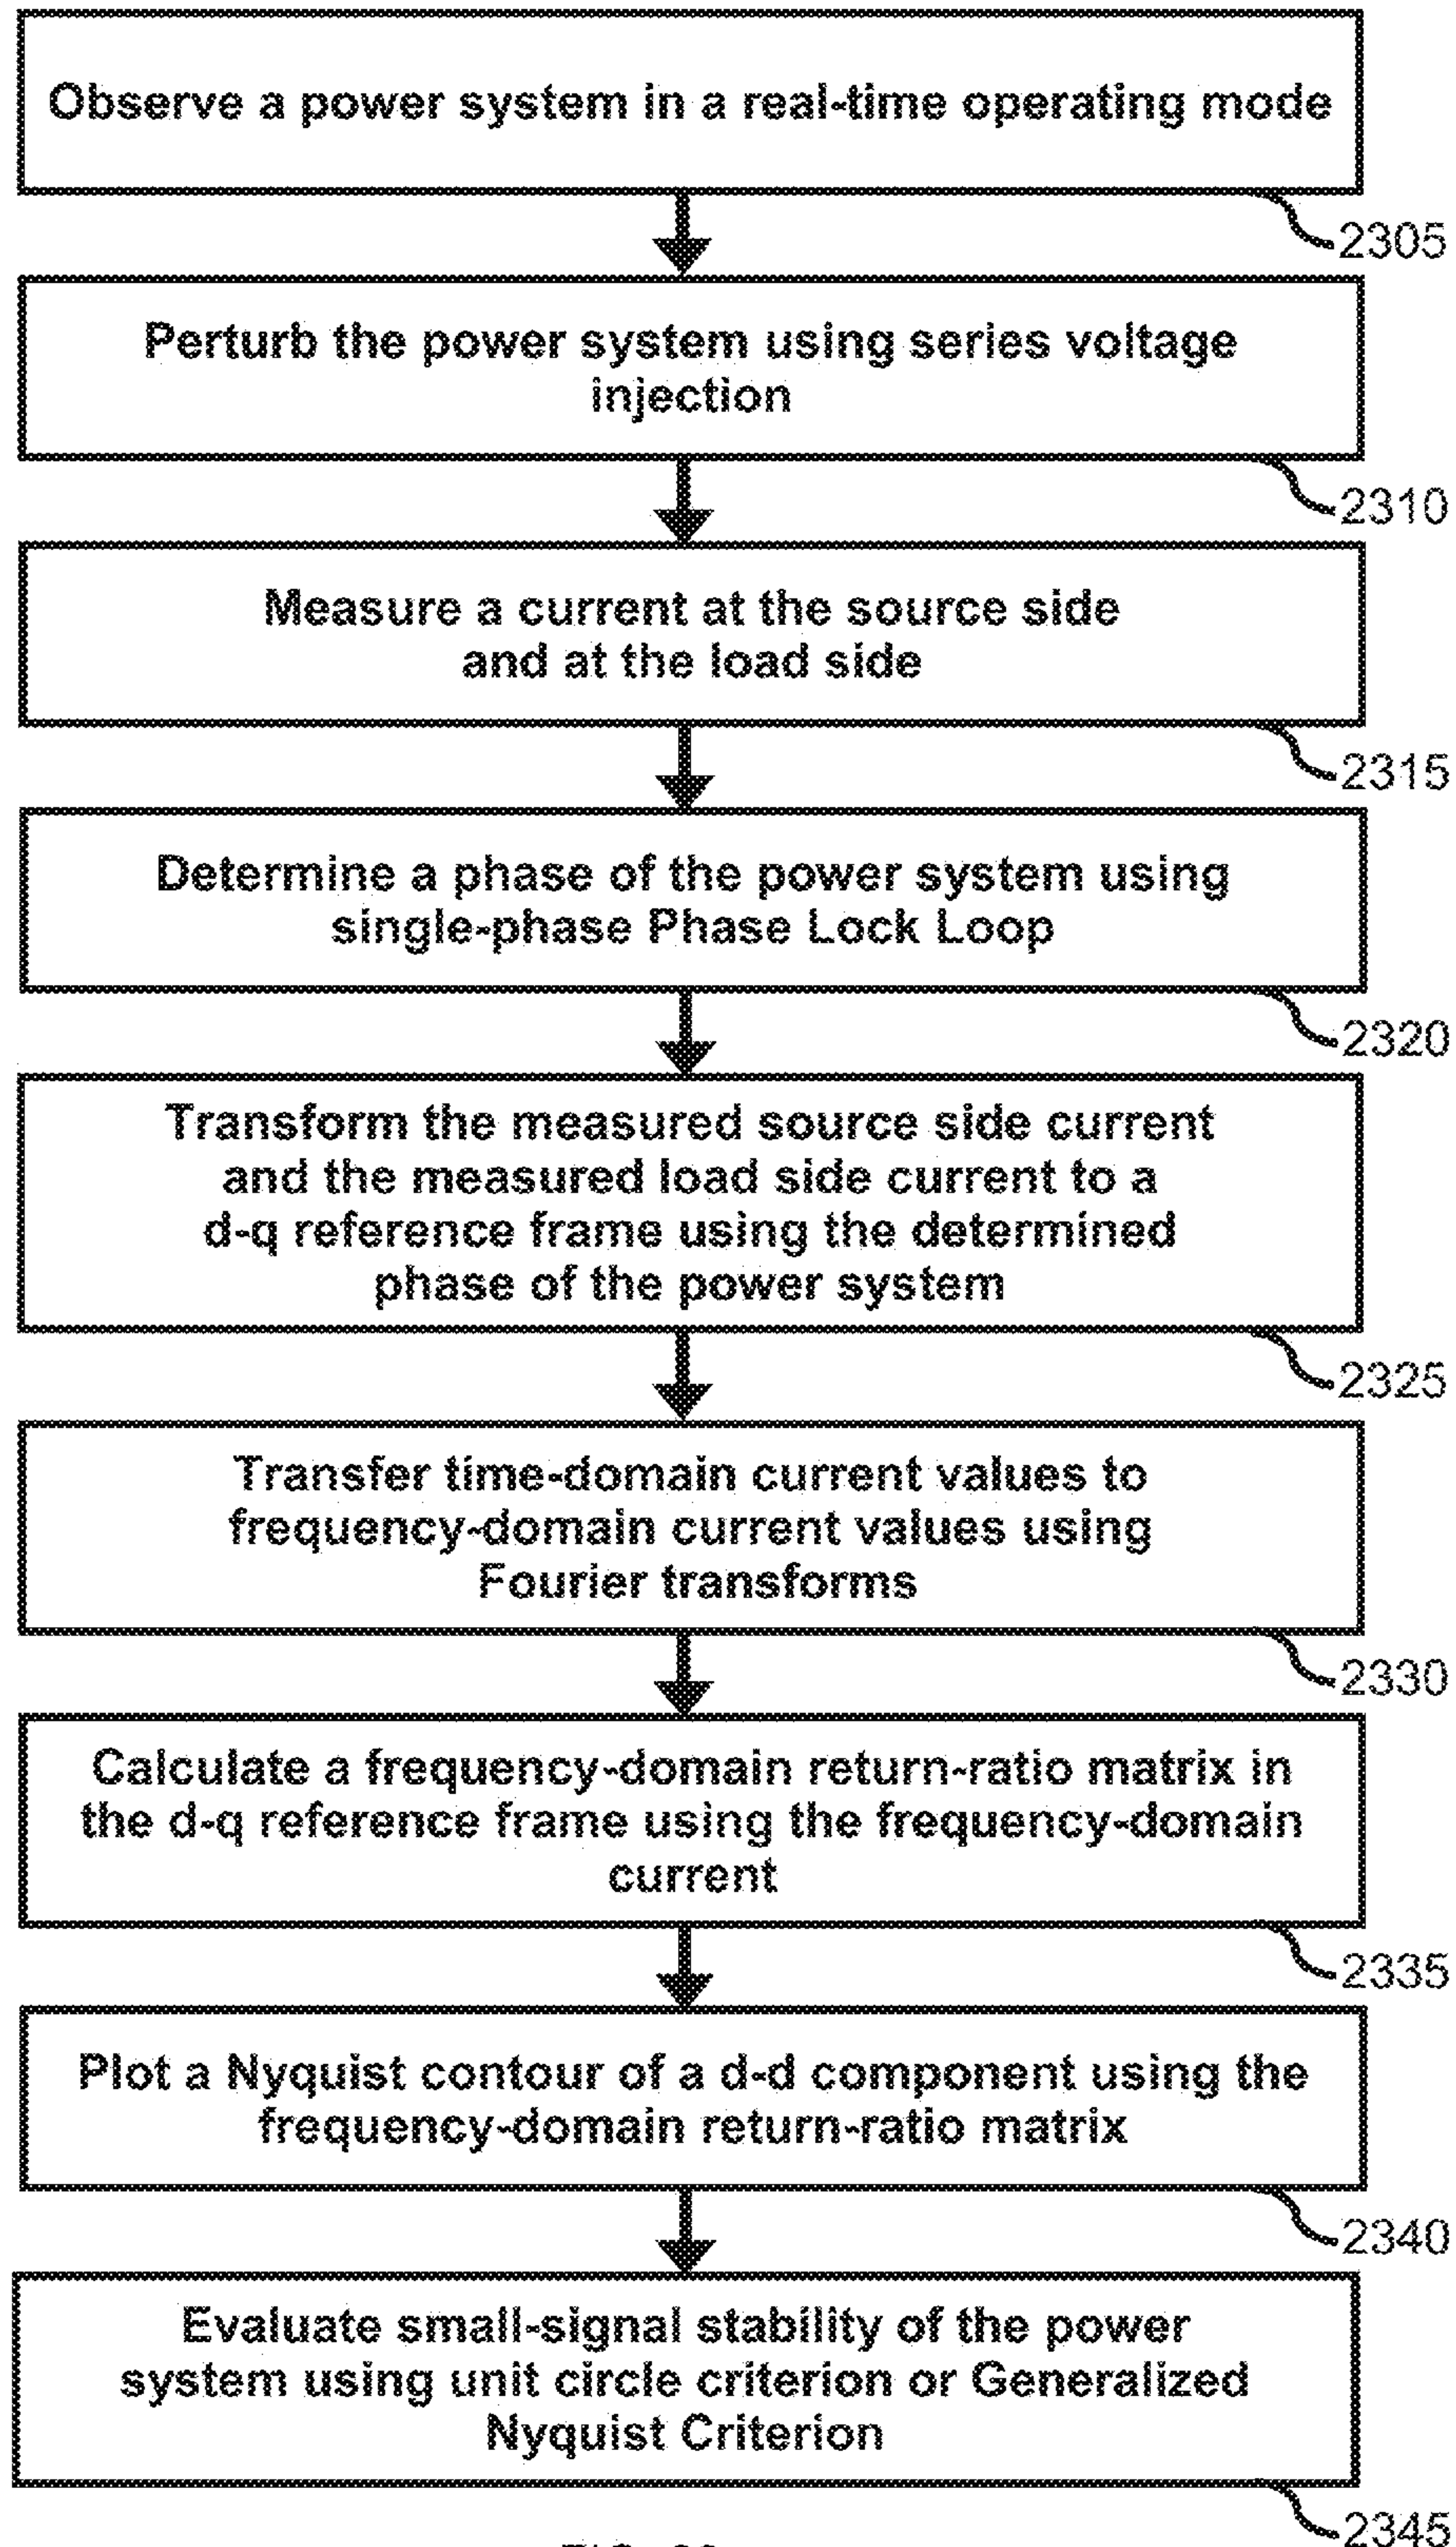 Observe a power system in a real-time operating mode
2305
Perturb the power system using series voltage
injection
2310
Measure a current at the source side
and at the load side
2315
Determine a phase of the power system using
single-phase Phase Lock Loop
2320
Transform the measured source side current
and the measured load side current to a
d-q reference frame using the determined
phase of the power system
2325
Transfer time-domain current values to
frequency-domain current values using
Fourier transforms
2330
Calculate a frequency-domain return-ratio matrix in
the d-q reference frame using the frequency-domain
current
2335
Plot a Nyquist contour of a d-d component using the
frequency-domain return-ratio matrix
2340
Evaluate small-signal stability of the power
system using unit circle criterion or Generalized
Nyquist Criterion
2345